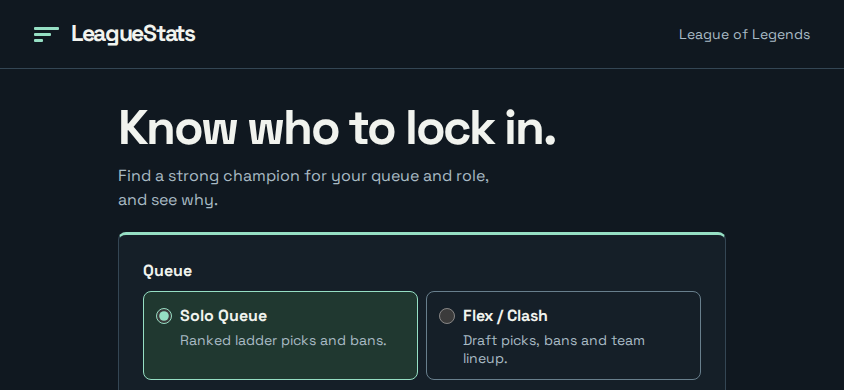 LeagueStats
League of Legends
Know who to lock in.
Find a strong champion for your queue and role,
and see why.
Queue
Solo Queue
Ranked ladder picks and bans.
Flex / Clash
Draft picks, bans and team
lineup.